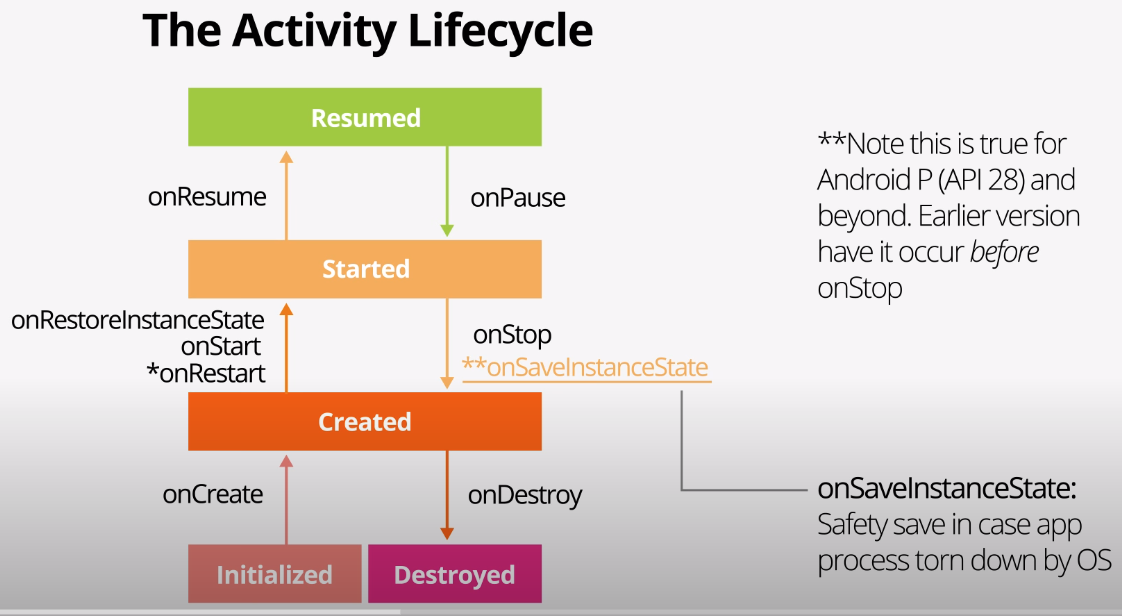 The Activity Lifecycle
Resumed
onResume
onPause
Started
onRestoreInstanceState
onStart
*onRestart
onStop
**onSaveInstanceState
Created
onCreate
onDestroy
Initialized
Destroyed
**Note this is true for
Android P (API 28) and
beyond. Earlier version
have it occur before
onStop
onSaveInstanceState:
Safety save in case app
process torn down by OS